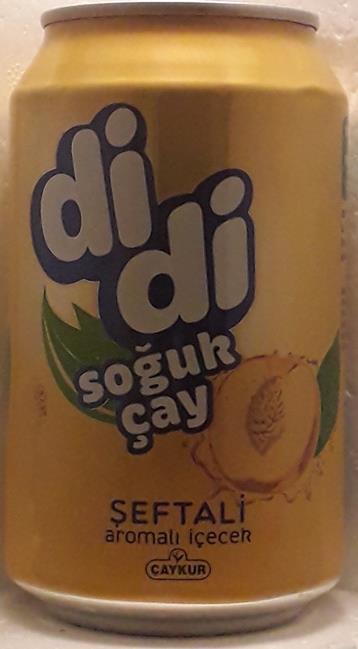 di
di
soğuk
çay
ŞEFTALİ
aromalı içecek
ÇAYKUR